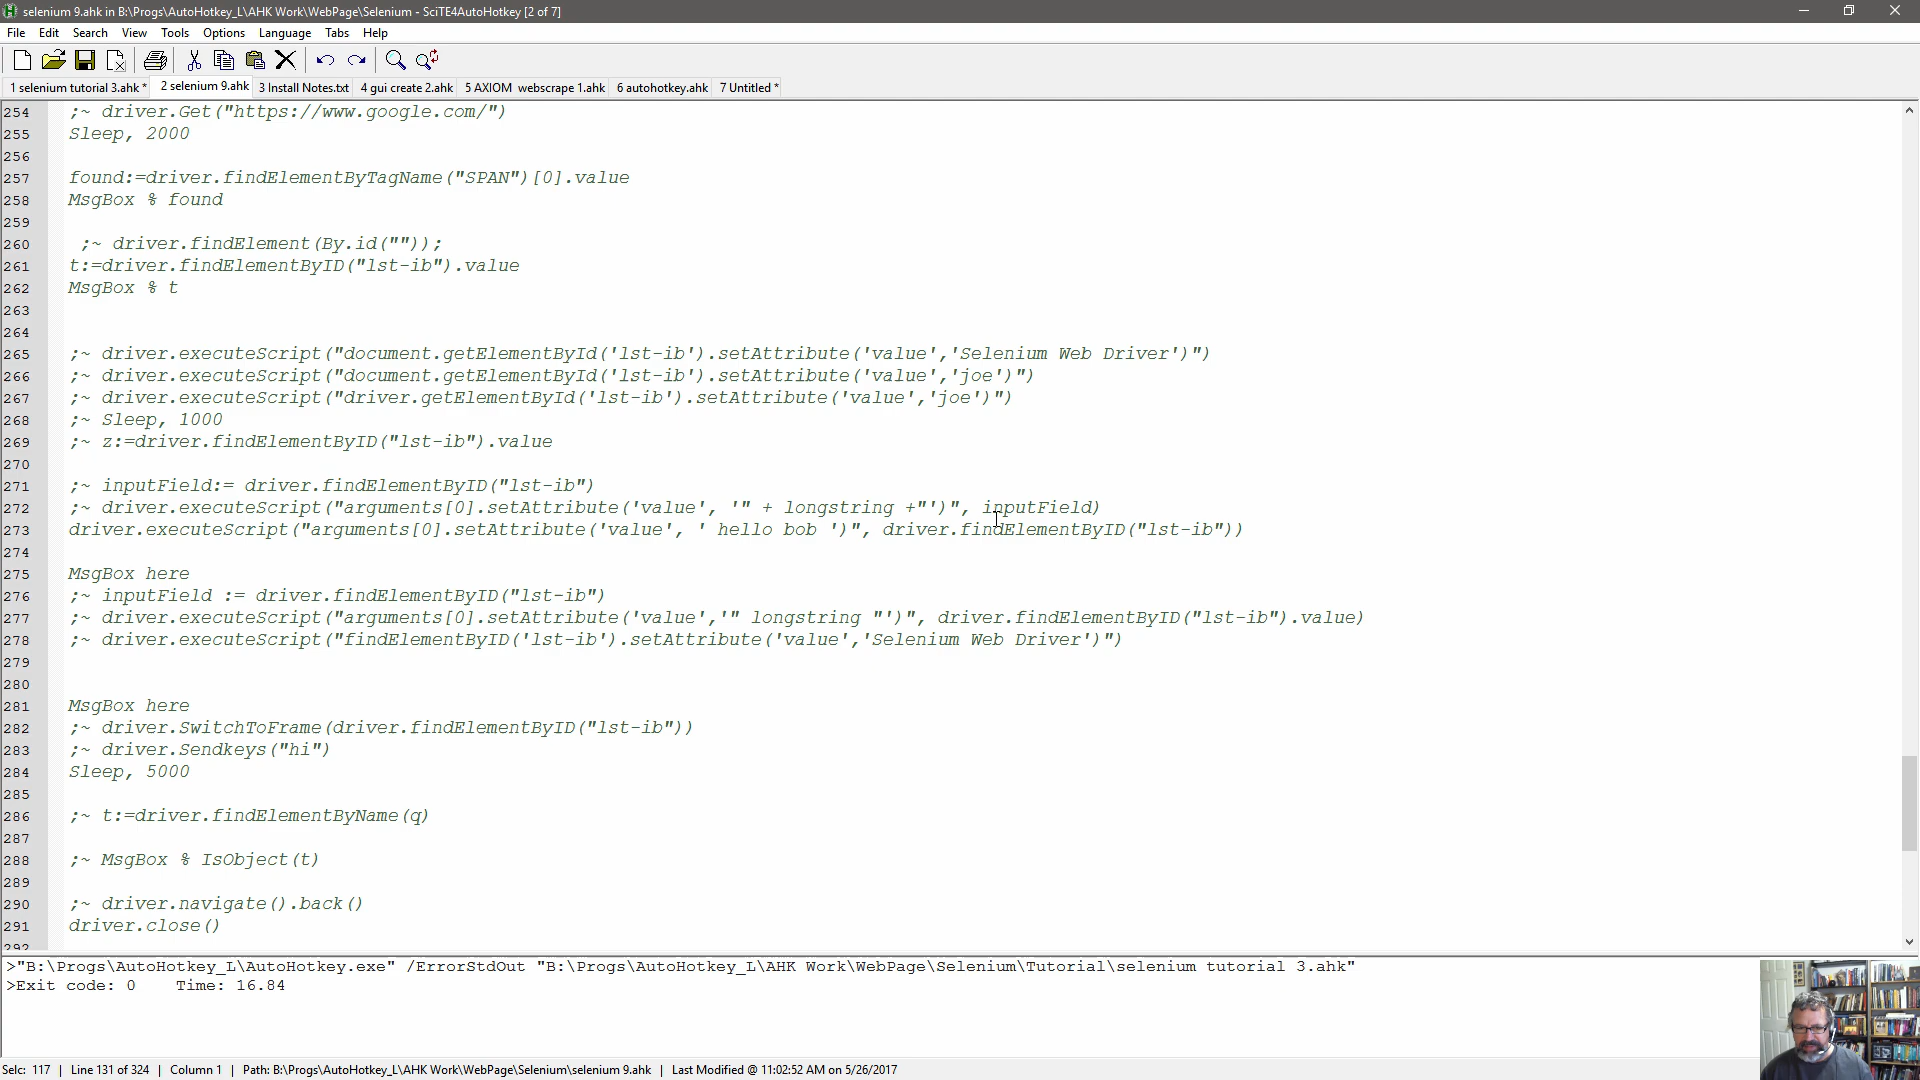 selenium 9.ahk in B:\Progs\AutoHotkey_L\AHK Work\WebPage\Selenium - SciTE4AutoHotkey [2 of 7]
File Edit Search View Tools Options Language Tabs Help
1 selenium tutorial 3.ahk * 2 selenium 9.ahk 3 Install Notes.txt 4 gui create 2.ahk 5 AXIOM webscrape 1.ahk 6 autohotkey.ahk 7 Untitled *
254 ;~ driver.Get("https://www.google.com/")
255 Sleep, 2000
256
257 found:=driver.findElementByTagName("SPAN")[0].value
258 MsgBox % found
259
260 ;~ driver.findElement(By.id(""));
261 t:=driver.findElementByID("lst-ib").value
262 MsgBox % t
263
264
265 ;~ driver.executeScript("document.getElementById('lst-ib').setAttribute('value','Selenium Web Driver')")
266 ;~ driver.executeScript("document.getElementById('lst-ib').setAttribute('value','joe')")
267 ;~ driver.executeScript("driver.getElementById('lst-ib').setAttribute('value','joe')")
268 ;~ Sleep, 1000
269 ;~ z:=driver.findElementByID("lst-ib").value
270
271 ;~ inputField:= driver.findElementByID("lst-ib")
272 ;~ driver.executeScript("arguments[0].setAttribute('value', '" + longstring +"')", inputField)
273 driver.executeScript("arguments[0].setAttribute('value', ' hello bob ')", driver.findElementByID("lst-ib"))
274
275 MsgBox here
276 ;~ inputField := driver.findElementByID("lst-ib")
277 ;~ driver.executeScript("arguments[0].setAttribute('value','" longstring "')", driver.findElementByID("lst-ib").value)
278 ;~ driver.executeScript("findElementByID('lst-ib').setAttribute('value','Selenium Web Driver')")
279
280
281 MsgBox here
282 ;~ driver.SwitchToFrame(driver.findElementByID("lst-ib"))
283 ;~ driver.Sendkeys("hi")
284 Sleep, 5000
285
286 ;~ t:=driver.findElementByName(q)
287
288 ;~ MsgBox % IsObject(t)
289
290 ;~ driver.navigate().back()
291 driver.close()
292
>"B:\Progs\AutoHotkey_L\AutoHotkey.exe" /ErrorStdOut "B:\Progs\AutoHotkey_L\AHK Work\WebPage\Selenium\Tutorial\selenium tutorial 3.ahk"
>Exit code: 0 Time: 16.84
Selc: 117 | Line 131 of 324 | Column 1 | Path: B:\Progs\AutoHotkey_L\AHK Work\WebPage\Selenium\selenium 9.ahk | Last Modified @ 11:02:52 AM on 5/26/2017